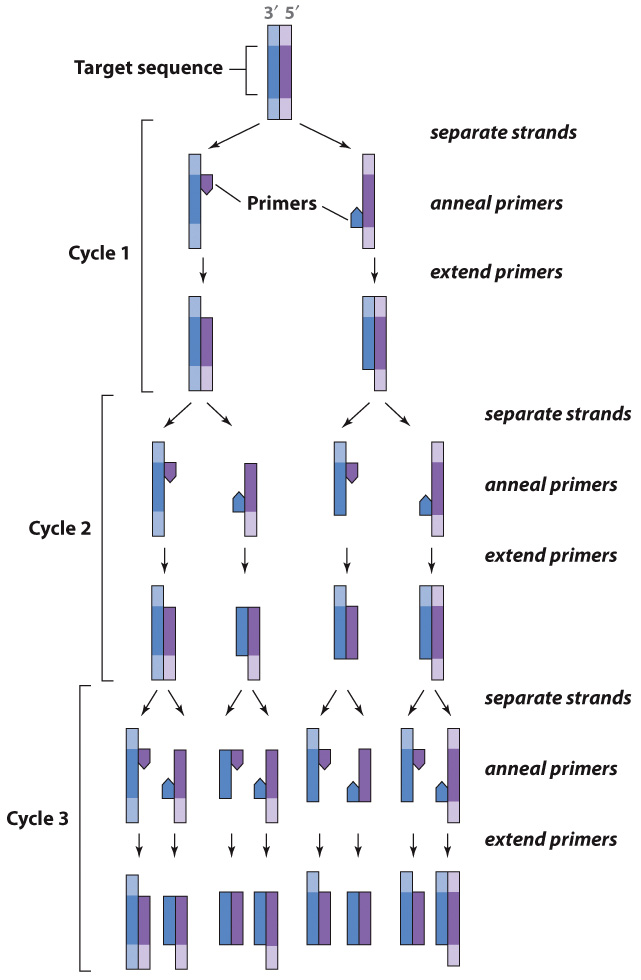 3′ 5′
Target sequence
separate strands
Primers
anneal primers
Cycle 1
extend primers
separate strands
anneal primers
Cycle 2
extend primers
separate strands
anneal primers
Cycle 3
extend primers